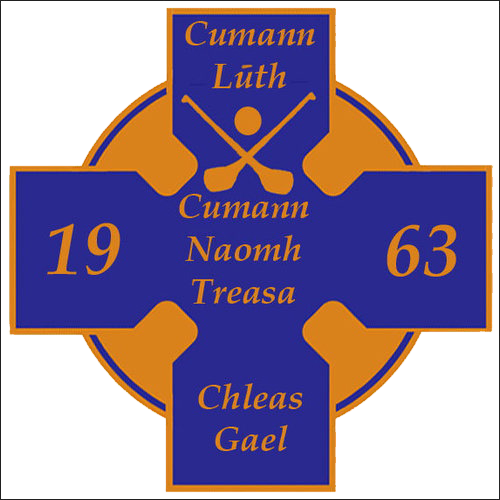 Cumann
Lūth
Cumann
Naomh
Treasa
19
63
Chleas
Gael